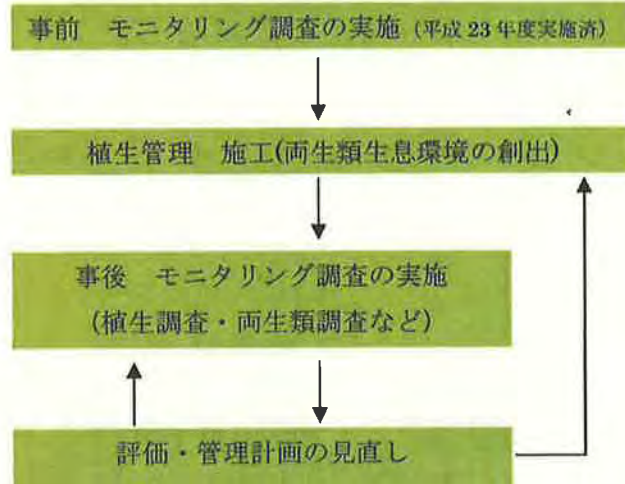 事前　モニタリング調査の実施（平成23年度実施済）
植生管理　施工(両生類生息環境の創出)
事後　モニタリング調査の実施
（植生調査・両生類調査など）
評価・管理計画の見直し